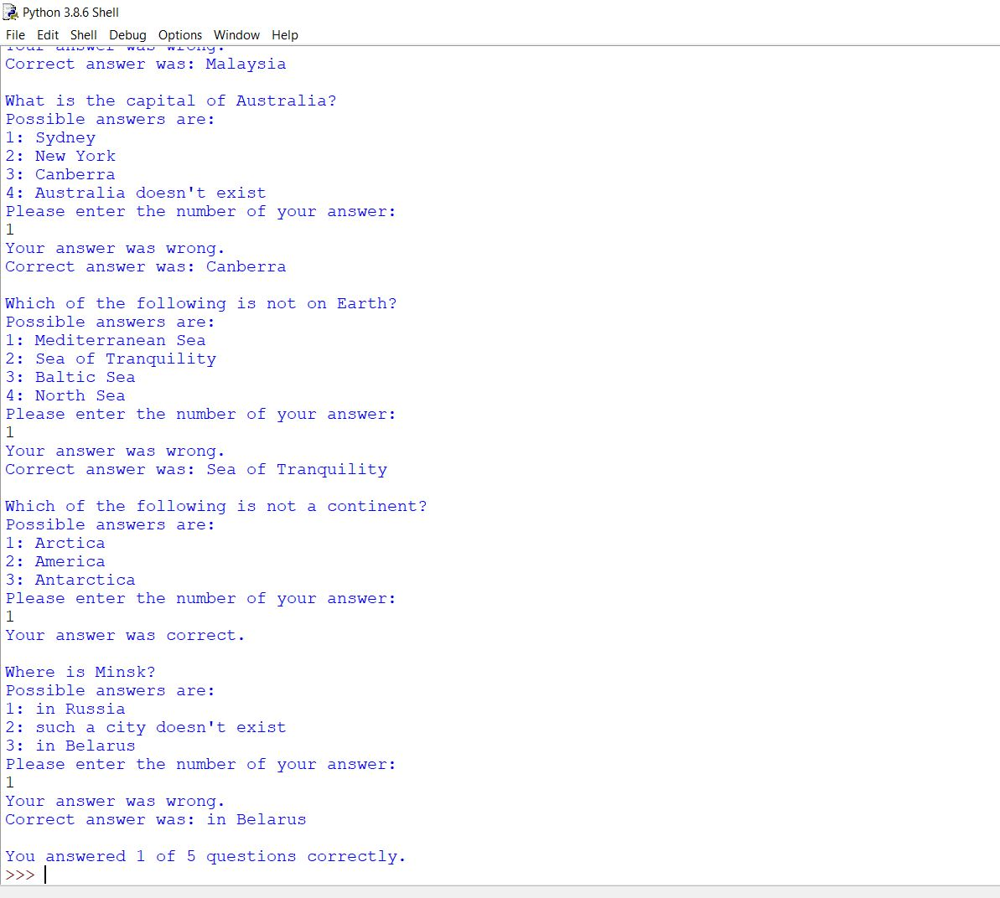 Python 3.8.6 Shell
File Edit Shell Debug Options Window Help
Your answer was wrong.
Correct answer was: Malaysia
What is the capital of Australia?
Possible answers are:
1: Sydney
2: New York
3: Canberra
4: Australia doesn't exist
Please enter the number of your answer:
1
Your answer was wrong.
Correct answer was: Canberra
Which of the following is not on Earth?
Possible answers are:
1: Mediterranean Sea
2: Sea of Tranquility
3: Baltic Sea
4: North Sea
Please enter the number of your answer:
1
Your answer was wrong.
Correct answer was: Sea of Tranquility
Which of the following is not a continent?
Possible answers are:
1: Arctica
2: America
3: Antarctica
Please enter the number of your answer:
1
Your answer was correct.
Where is Minsk?
Possible answers are:
1: in Russia
2: such a city doesn't exist
3: in Belarus
Please enter the number of your answer:
1
Your answer was wrong.
Correct answer was: in Belarus
You answered 1 of 5 questions correctly.
>>>